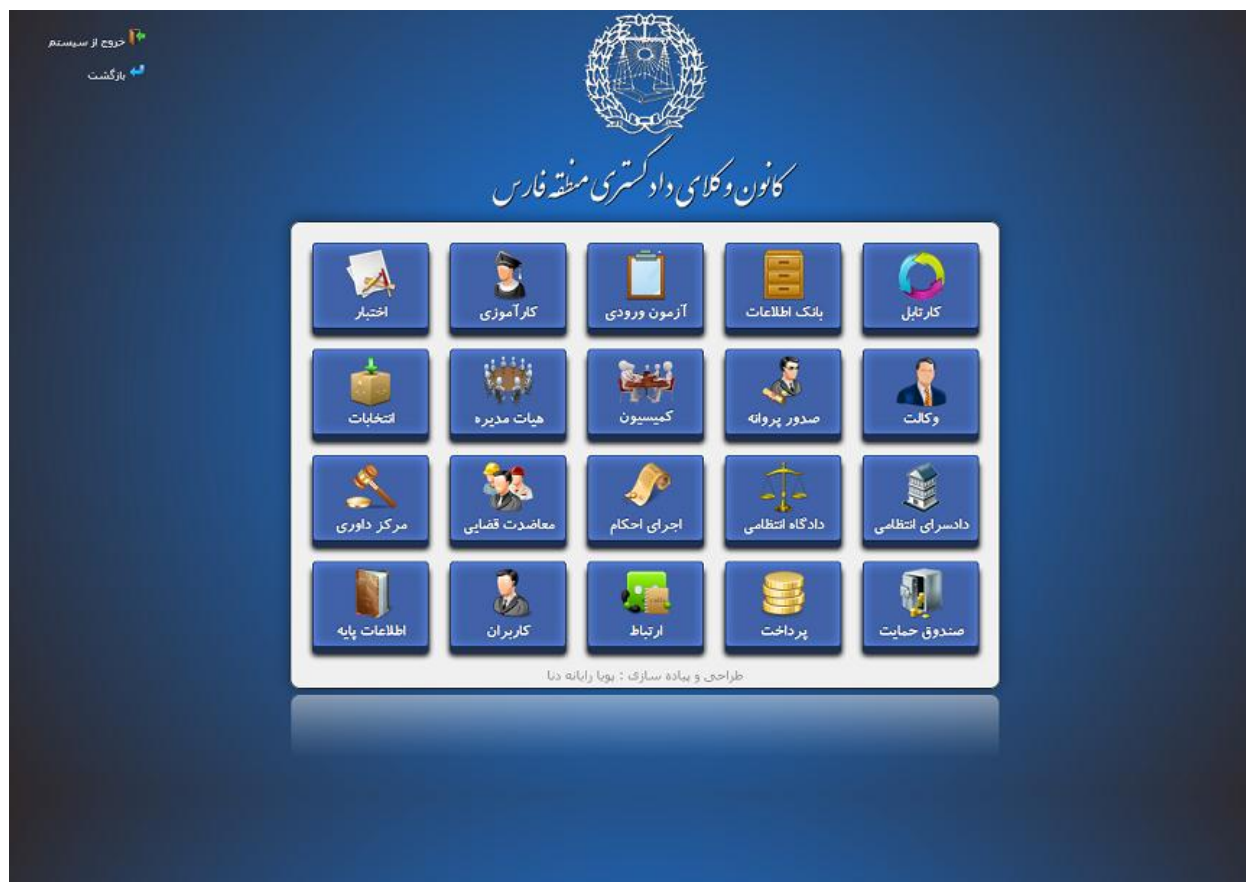 خروج از سیستم
بازگشت
کانون وکلای دادگستری منطقه فارس
کارتابل
بانک اطلاعات
آزمون ورودی
کارآموزی
اختبار
وکالت
صدور پروانه
کمیسیون
هیات مدیره
انتخابات
دادسرای انتظامی
دادگاه انتظامی
اجرای احکام
معاضدت قضایی
مرکز داوری
صندوق حمایت
پرداخت
ارتباط
کاربران
اطلاعات پایه
طراحی و پیاده سازی : پویا رایانه دنا